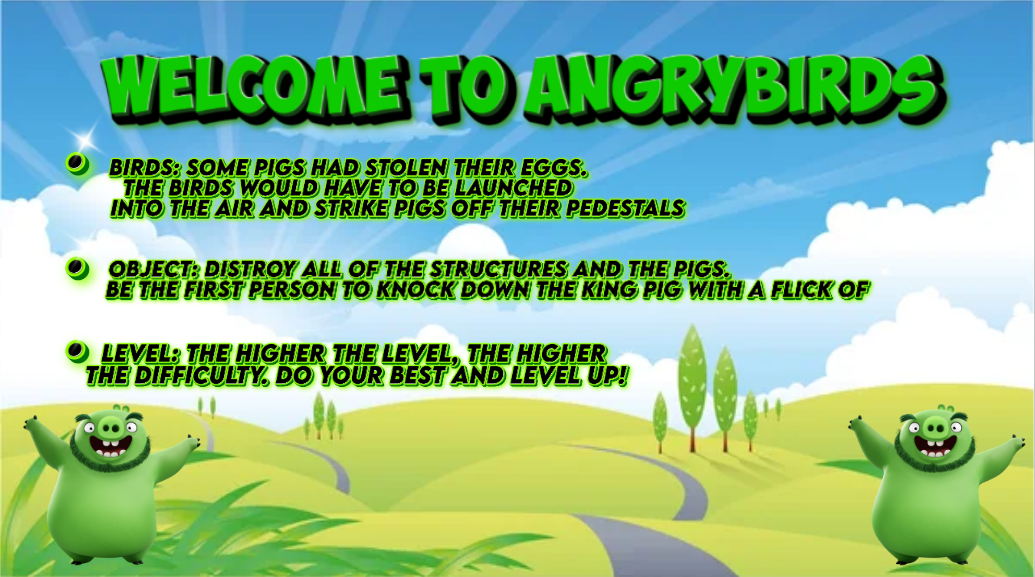 WELCOME TO ANGRYBIRDS
BIRDS: SOME PIGS HAD STOLEN THEIR EGGS.
THE BIRDS WOULD HAVE TO BE LAUNCHED
INTO THE AIR AND STRIKE PIGS OFF THEIR PEDESTALS
OBJECT: DISTROY ALL OF THE STRUCTURES AND THE PIGS.
BE THE FIRST PERSON TO KNOCK DOWN THE KING PIG WITH A FLICK OF
LEVEL: THE HIGHER THE LEVEL, THE HIGHER
THE DIFFICULTY. DO YOUR BEST AND LEVEL UP!